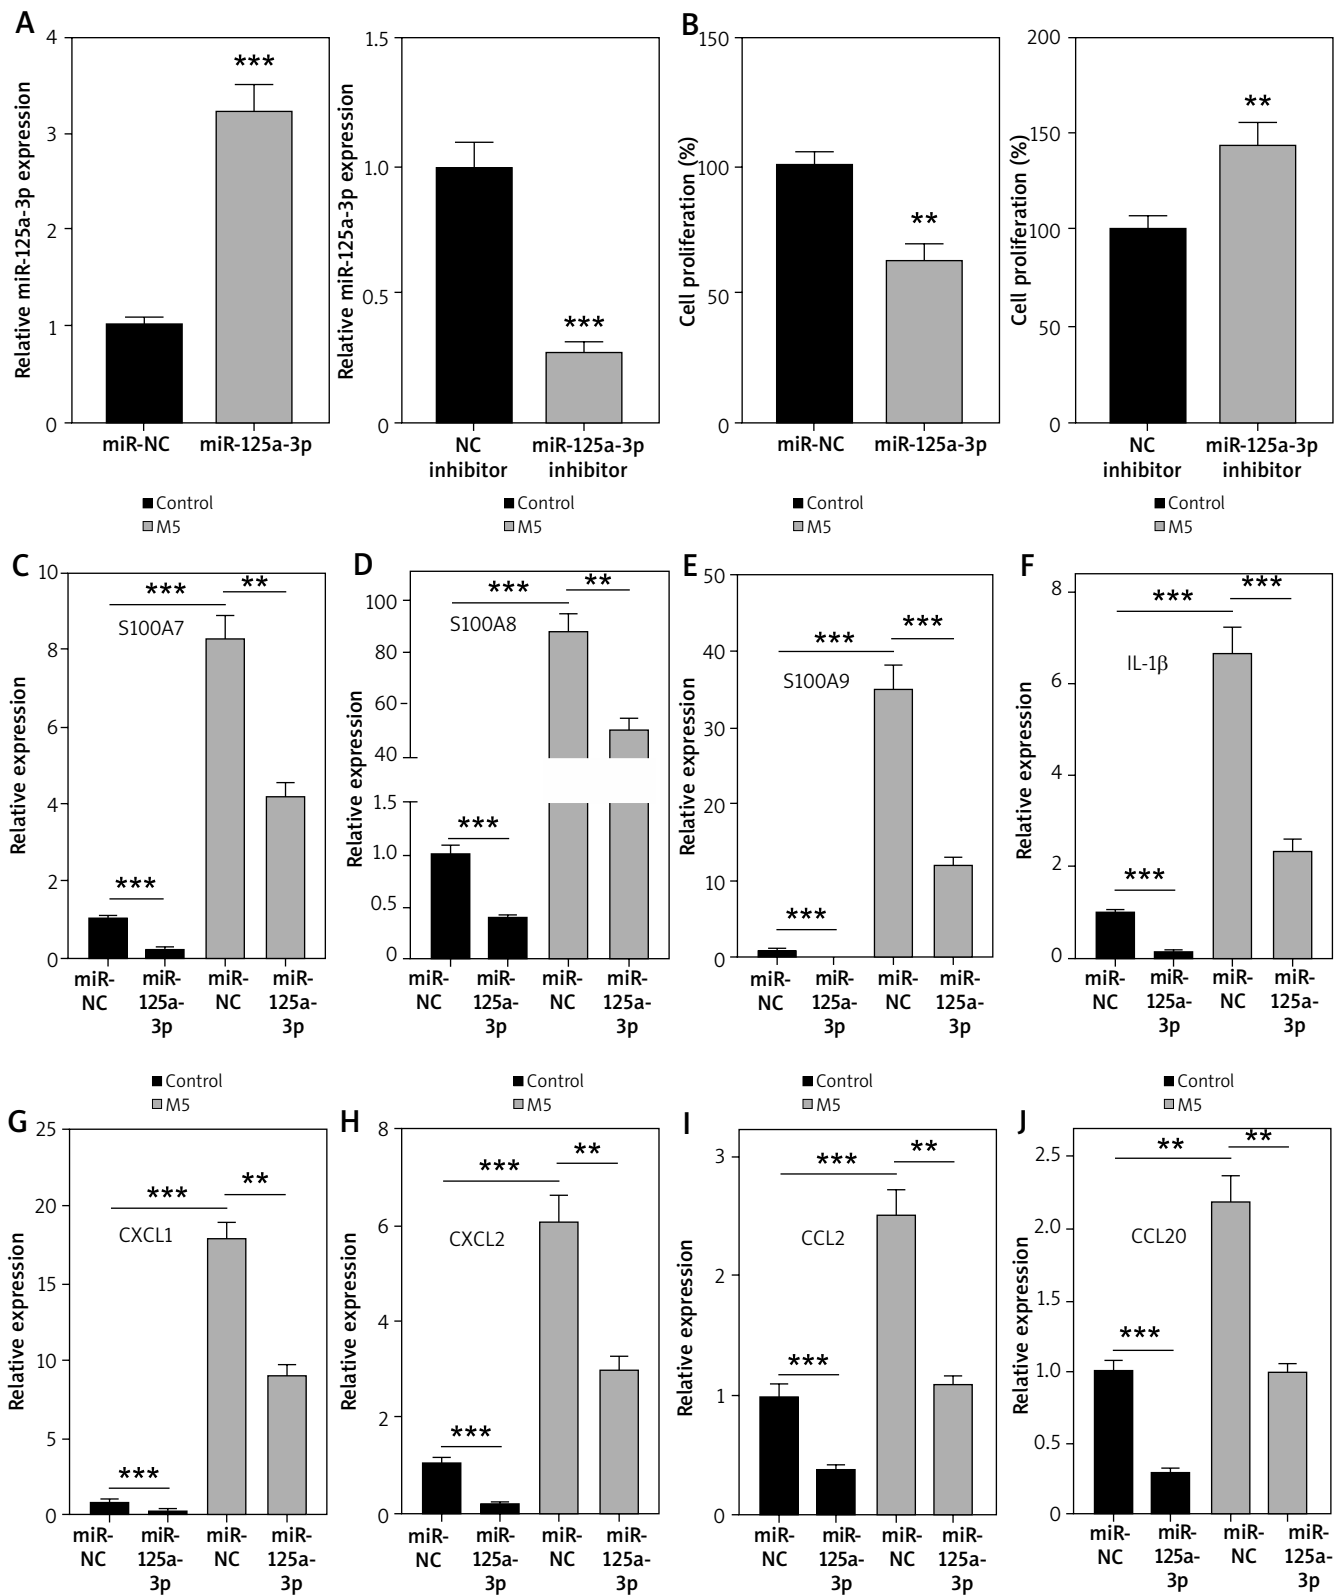 A
Relative miR-125a-3p expression
4
3
2
1
0
***
miR-NC
miR-125a-3p
Relative miR-125a-3p expression
1.5
1.0
0.5
0
***
NC
inhibitor
miR-125a-3p
inhibitor
B
Cell proliferation (%)
150
100
50
0
**
miR-NC
miR-125a-3p
Cell proliferation (%)
200
150
100
50
0
**
NC
inhibitor
miR-125a-3p
inhibitor
Control
M5
Control
M5
Control
M5
Control
M5
C
Relative expression
10
8
6
4
2
0
***
**
S100A7
***
miR-
NC
miR-
125a-
3p
miR-
NC
miR-
125a-
3p
D
Relative expression
100
80
60
40
1.5
1.0
0.5
0
***
**
S100A8
***
miR-
NC
miR-
125a-
3p
miR-
NC
miR-
125a-
3p
E
Relative expression
50
40
30
20
10
0
***
***
S100A9
***
miR-
NC
miR-
125a-
3p
miR-
NC
miR-
125a-
3p
F
Relative expression
8
6
4
2
0
***
***
IL-1β
***
miR-
NC
miR-
125a-
3p
miR-
NC
miR-
125a-
3p
Control
M5
Control
M5
Control
M5
Control
M5
G
Relative expression
25
20
15
10
5
0
***
**
CXCL1
***
miR-
NC
miR-
125a-
3p
miR-
NC
miR-
125a-
3p
H
Relative expression
8
6
4
2
0
***
**
CXCL2
***
miR-
NC
miR-
125a-
3p
miR-
NC
miR-
125a-
3p
I
Relative expression
3
2
1
0
***
**
CCL2
***
miR-
NC
miR-
125a-
3p
miR-
NC
miR-
125a-
3p
J
Relative expression
2.5
2.0
1.5
1.0
0.5
0
**
**
CCL20
***
miR-
NC
miR-
125a-
3p
miR-
NC
miR-
125a-
3p